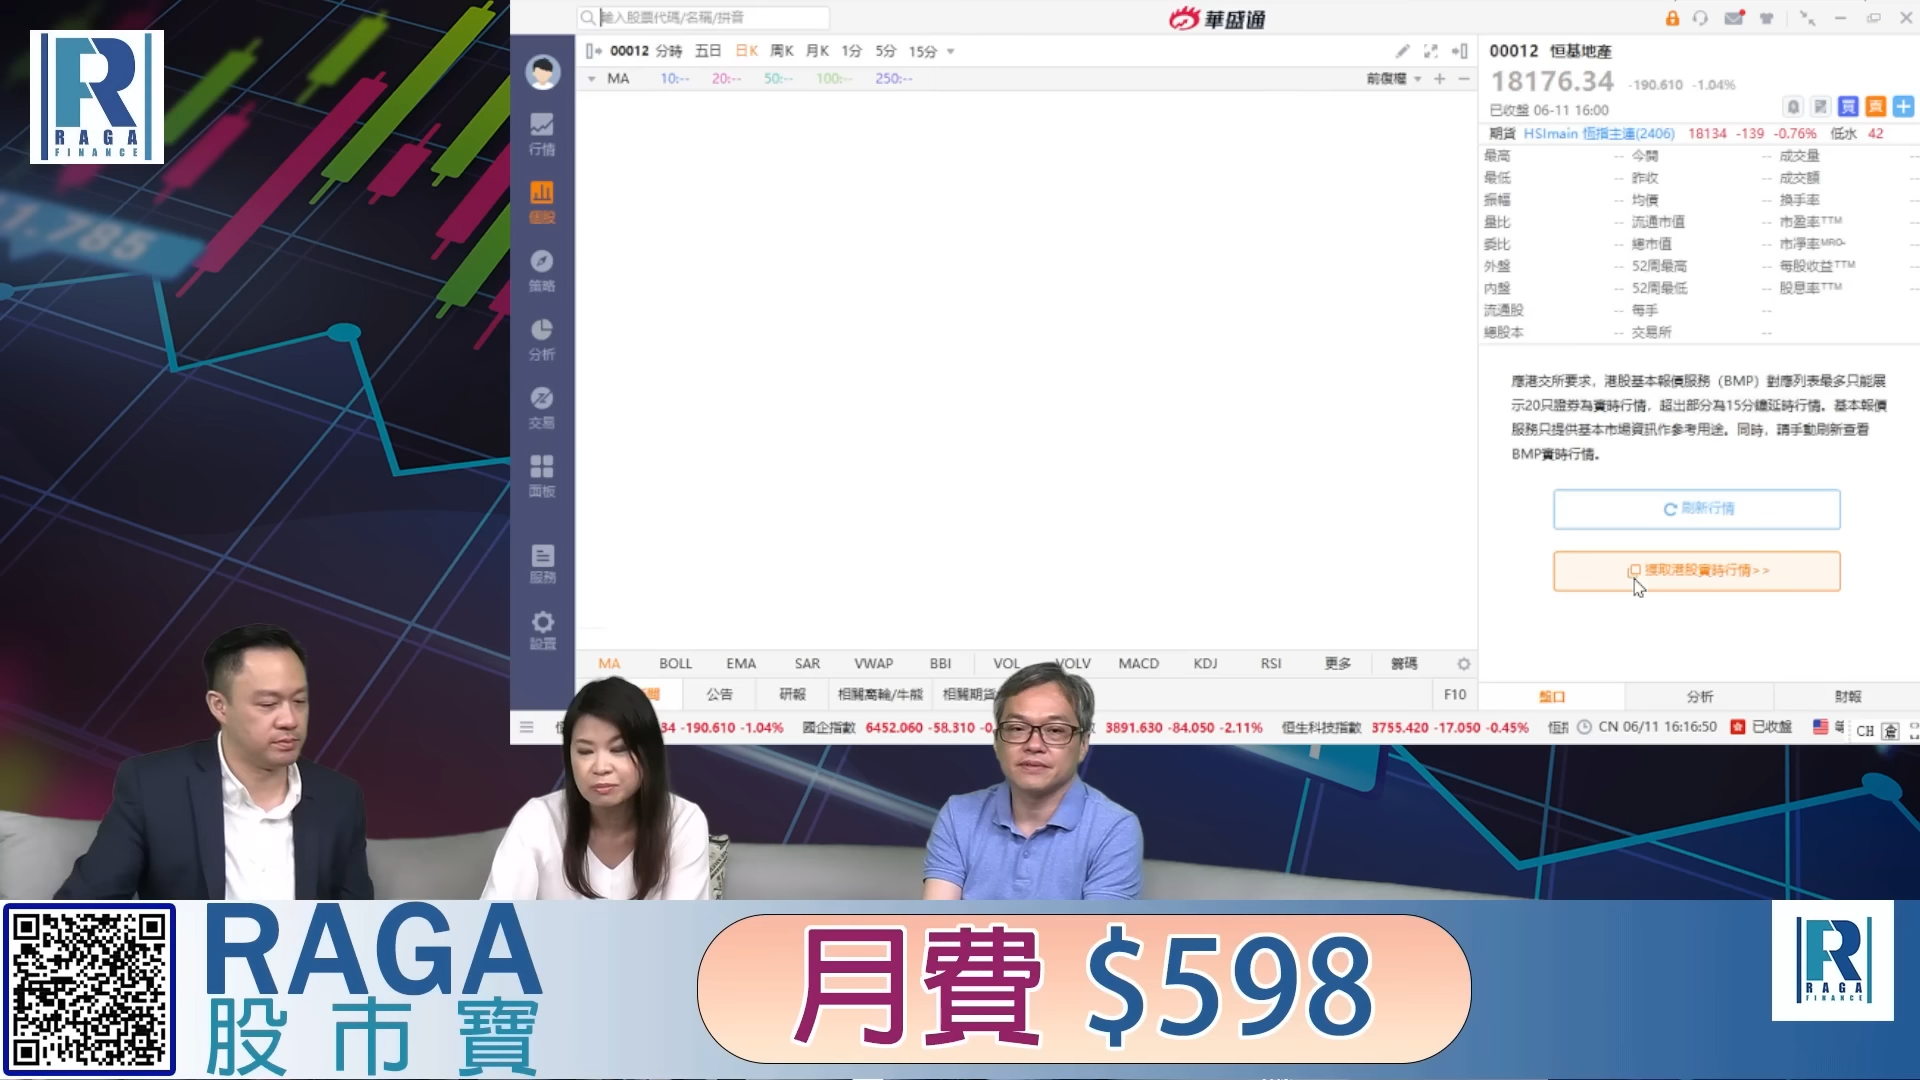 RAGA
FINANCE
1.785
輸入股票代碼/名稱/拼音
華盛通
00012 分時 五日 日K 周K 月K 1分 5分 15分
MA 10:-- 20:-- 50:-- 100:-- 250:--
前復權
行情
個股
策略
分析
交易
面板
服務
設置
00012 恒基地產
18176.34 -190.610 -1.04%
已收盤 06-11 16:00
買 賣
期貨 HSImain 恆指主連(2406) 18134 -139 -0.76% 低水 42
最高 -- 今開 -- 成交量 --
最低 -- 昨收 -- 成交額 --
振幅 -- 均價 -- 換手率 --
量比 -- 流通市值 -- 市盈率TTM --
委比 -- 總市值 -- 市淨率MRQ --
外盤 -- 52周最高 -- 每股收益TTM --
內盤 -- 52周最低 -- 股息率TTM --
流通股 -- 每手 --
總股本 -- 交易所 --
應港交所要求，港股基本報價服務（BMP）對應列表最多只能展
示20只證券為實時行情，超出部分為15分鐘延時行情。基本報價
服務只提供基本市場資訊作參考用途。同時，請手動刷新查看
BMP實時行情。
刷新行情
獲取港股實時行情>>
MA BOLL EMA SAR VWAP BBI VOL VOLV MACD KDJ RSI 更多 籌碼
聞 公告 研報 相關窩輪/牛熊 相關期貨 F10
盤口 分析 財報
34 -190.610 -1.04% 國企指數 6452.060 -58.310 -0. 3891.630 -84.050 -2.11% 恒生科技指數 3755.420 -17.050 -0.45% 恆 CN 06/11 16:16:50 已收盤 CH 倉
RAGA
股市寶
月費 $598
RAGA
FINANCE